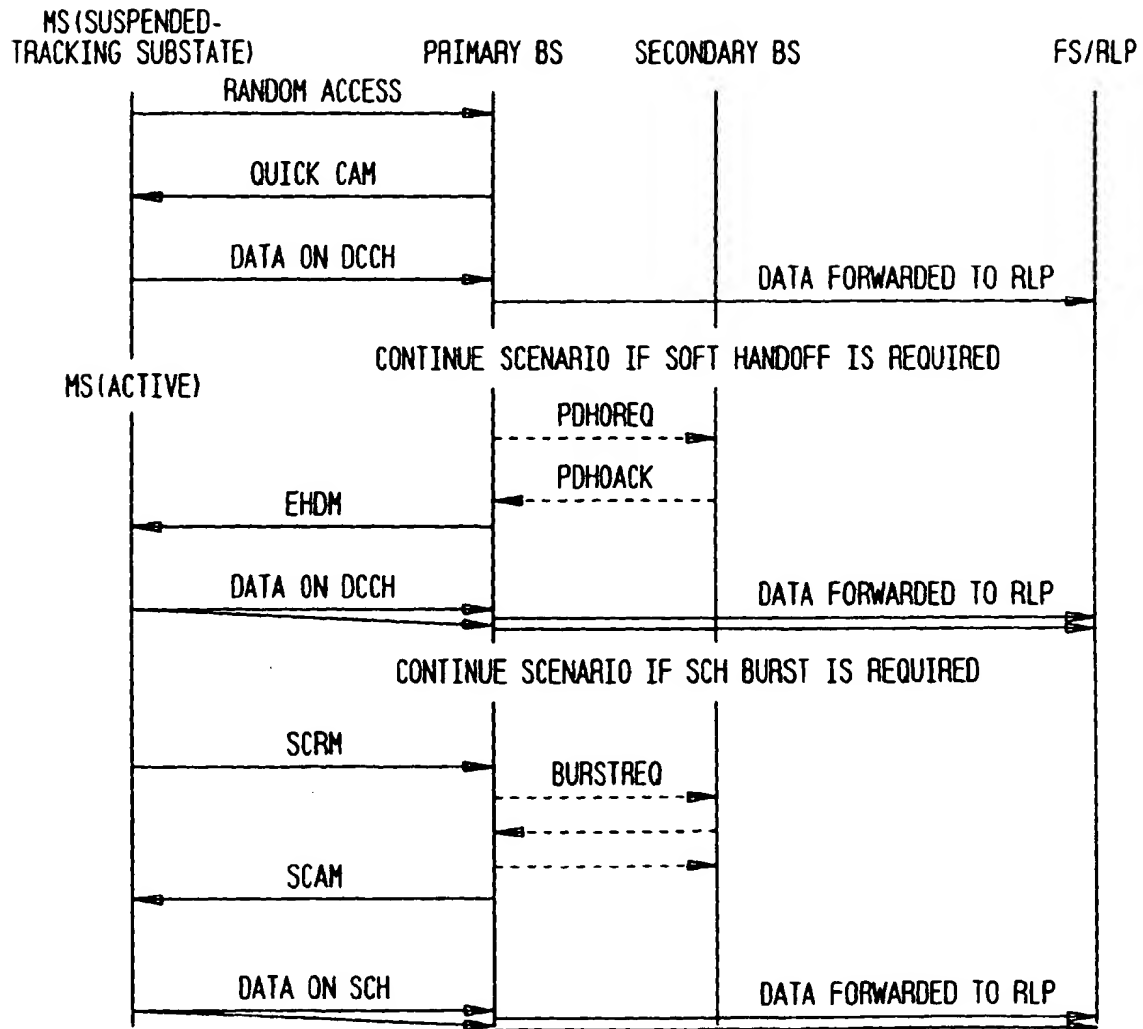 MS(SUSPENDED-
TRACKING SUBSTATE)
PRIMARY BS
SECONDARY BS
FS/RLP
RANDOM ACCESS
QUICK CAM
DATA ON DCCH
DATA FORWARDED TO RLP
CONTINUE SCENARIO IF SOFT HANDOFF IS REQUIRED
MS(ACTIVE)
PDHOREQ
PDHOACK
EHDM
DATA ON DCCH
DATA FORWARDED TO RLP
CONTINUE SCENARIO IF SCH BURST IS REQUIRED
SCRM
BURSTREQ
SCAM
DATA ON SCH
DATA FORWARDED TO RLP